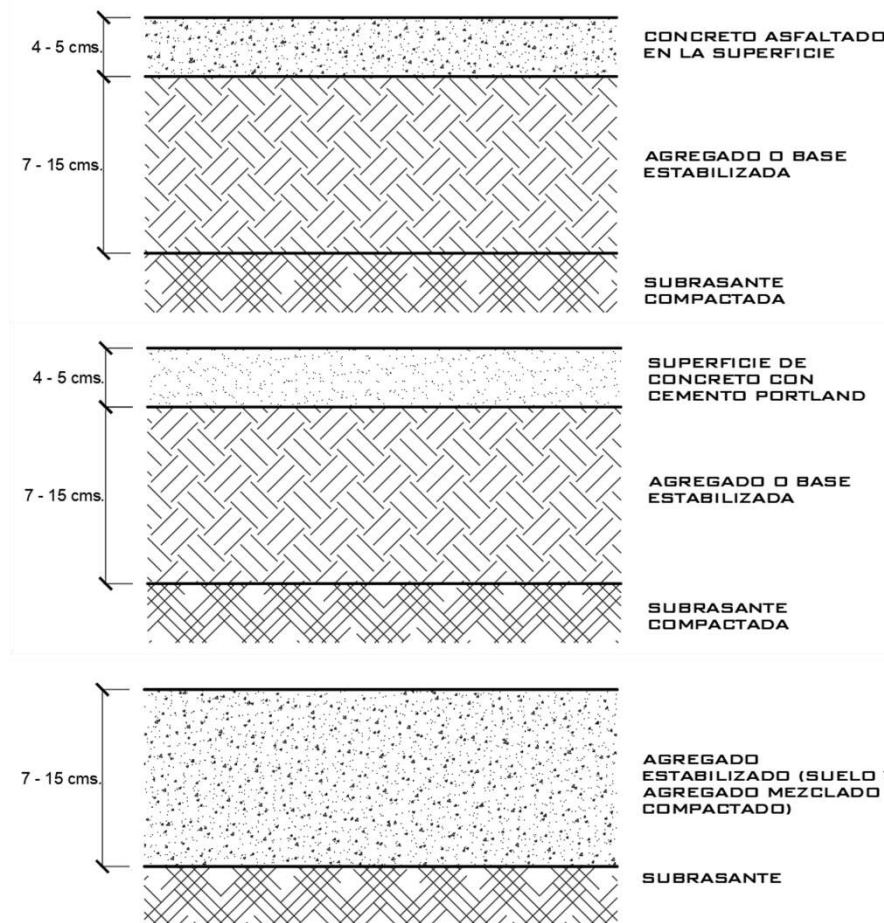 4 - 5 cms.
CONCRETO ASFALTADO
EN LA SUPERFICIE
7 - 15 cms.
AGREGADO O BASE
ESTABILIZADA
SUBRASANTE
COMPACTADA
4 - 5 cms.
SUPERFICIE DE
CONCRETO CON
CEMENTO PORTLAND
7 - 15 cms.
AGREGADO O BASE
ESTABILIZADA
SUBRASANTE
COMPACTADA
7 - 15 cms.
AGREGADO
ESTABILIZADO (SUELO
AGREGADO MEZCLADO
COMPACTADO)
SUBRASANTE